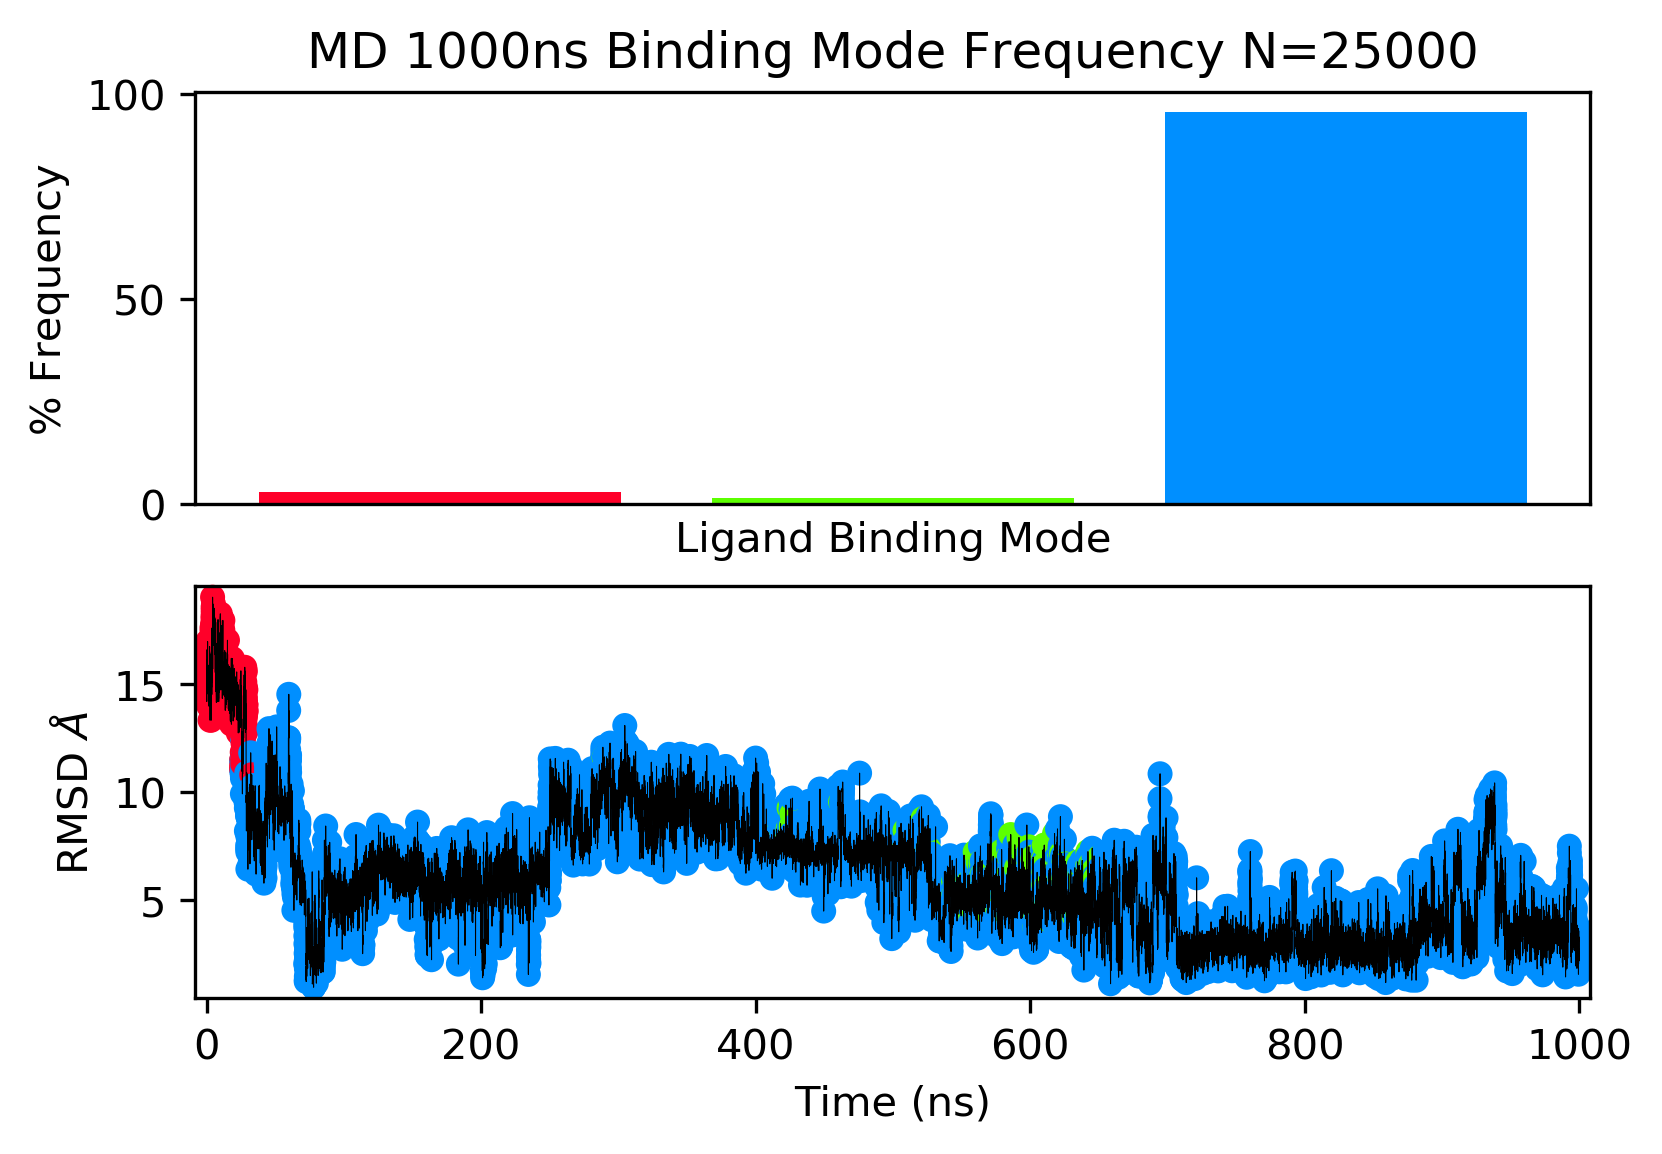 MD 1000ns Binding Mode Frequency N=25000
100
50
0
% Frequency
Ligand Binding Mode
15
10
5
RMSD Å
0 200 400 600 800 1000
Time (ns)